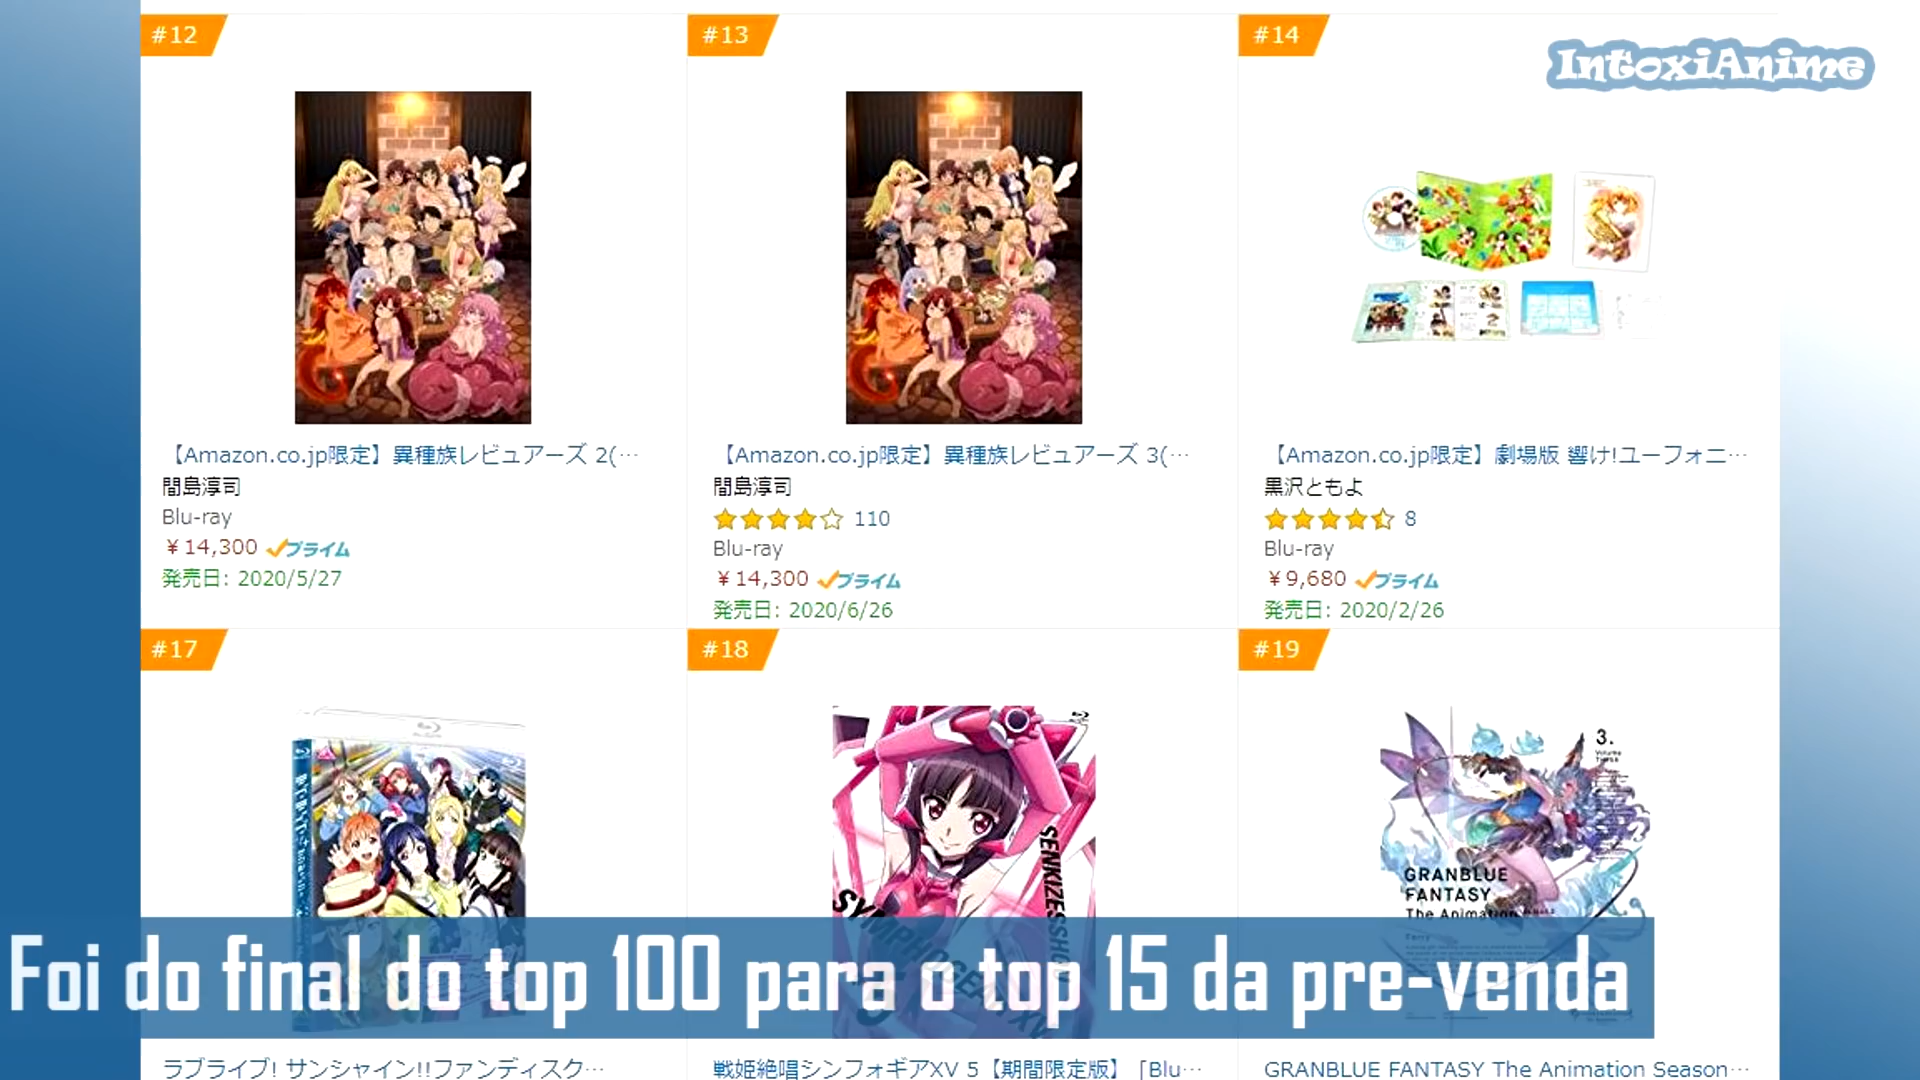 #12
#13
#14
IntoxiAnime
【Amazon.co.jp限定】異種族レビュアーズ 2(…
間島淳司
Blu-ray
￥14,300 プライム
発売日: 2020/5/27
【Amazon.co.jp限定】異種族レビュアーズ 3(…
間島淳司
110
Blu-ray
￥14,300 プライム
発売日: 2020/6/26
【Amazon.co.jp限定】劇場版 響け!ユーフォニ…
黒沢ともよ
8
Blu-ray
￥9,680 プライム
発売日: 2020/2/26
#17
#18
#19
SENKIZESSHO
SYMPHOGEAR XV
3.
GRANBLUE
FANTASY
The Animation
Foi do final do top 100 para o top 15 da pre-venda
ラブライブ! サンシャイン!!ファンディスク…
戦姫絶唱シンフォギアXV 5【期間限定版】 [Blu…
GRANBLUE FANTASY The Animation Season…